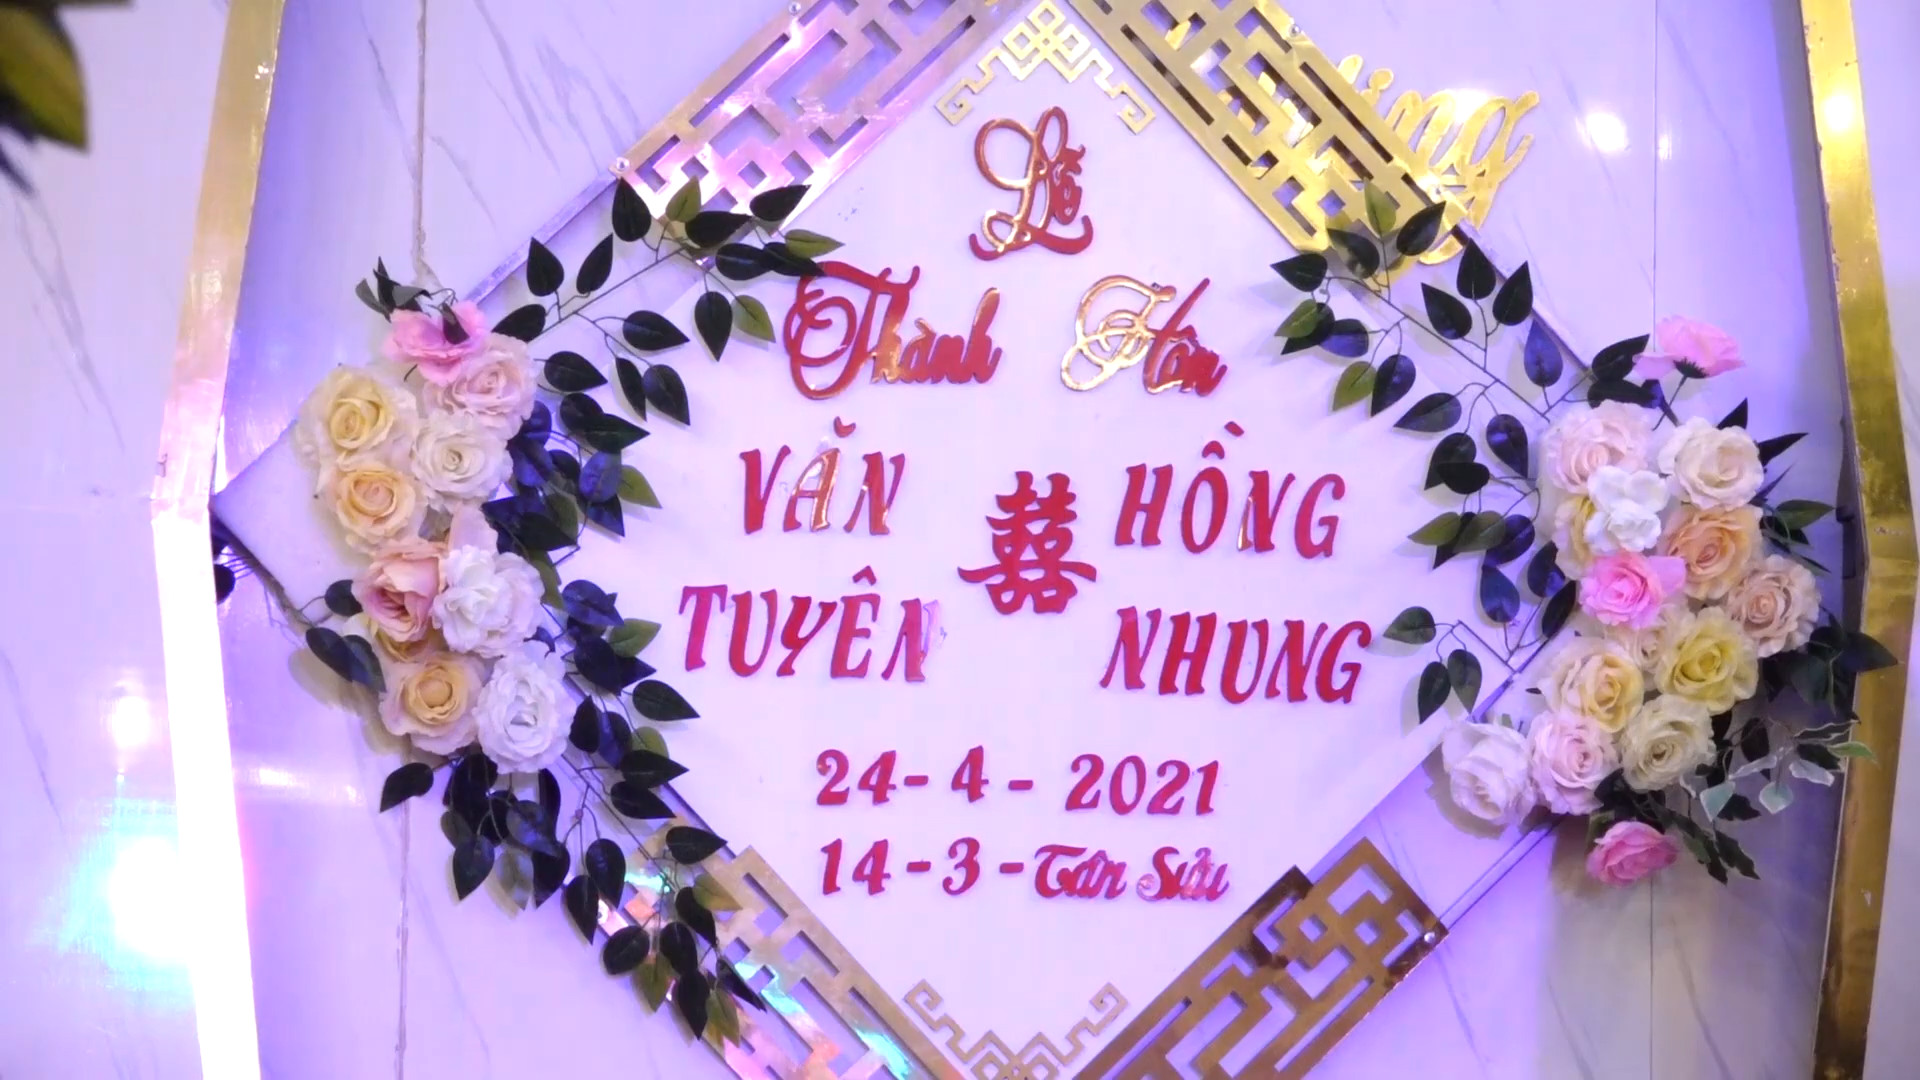 Lễ
Thành Hôn
VĂN HỒNG
囍
TUYÊN NHUNG
24-4-2021
14-3-Tân Sửu